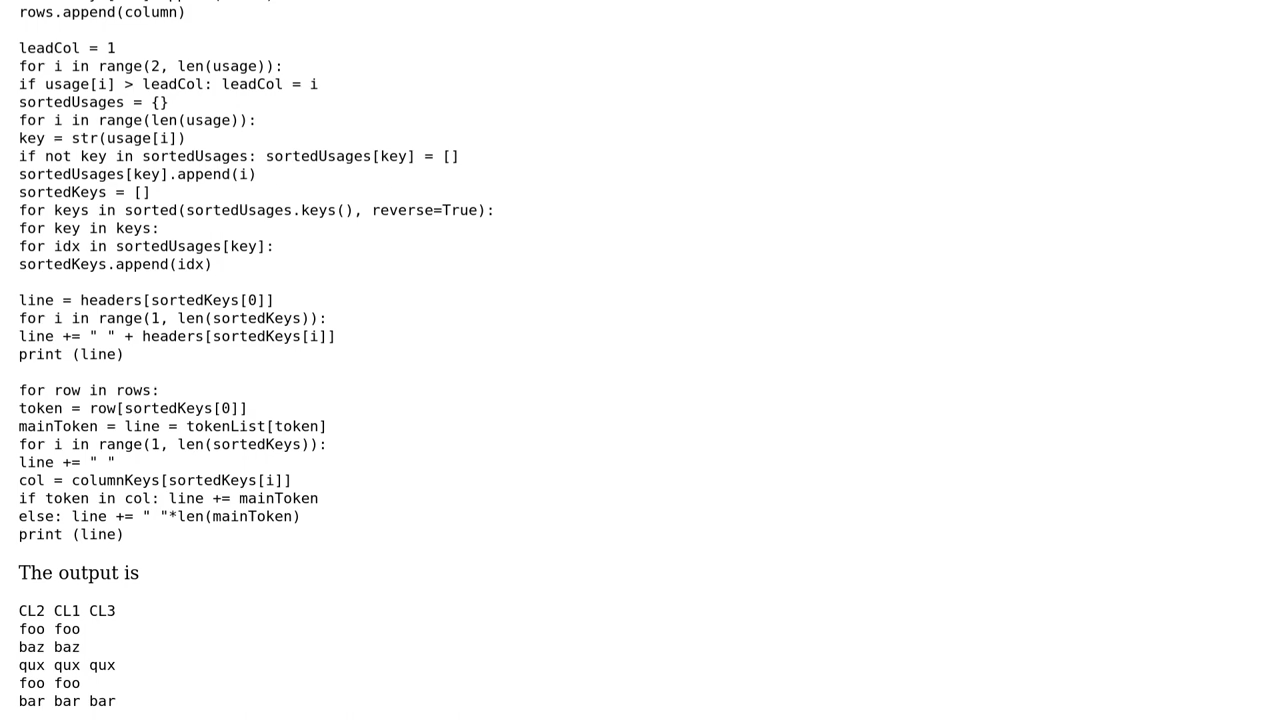 rows.append(column)
leadCol = 1
for i in range(2, len(usage)):
if usage[i] > leadCol: leadCol = i
sortedUsages = {}
for i in range(len(usage)):
key = str(usage[i])
if not key in sortedUsages: sortedUsages[key] = []
sortedUsages[key].append(i)
sortedKeys = []
for keys in sorted(sortedUsages.keys(), reverse=True):
for key in keys:
for idx in sortedUsages[key]:
sortedKeys.append(idx)
line = headers[sortedKeys[0]]
for i in range(1, len(sortedKeys)):
line += " " + headers[sortedKeys[i]]
print (line)
for row in rows:
token = row[sortedKeys[0]]
mainToken = line = tokenList[token]
for i in range(1, len(sortedKeys)):
line += " "
col = columnKeys[sortedKeys[i]]
if token in col: line += mainToken
else: line += " "*len(mainToken)
print (line)
The output is
CL2 CL1 CL3
foo foo
baz baz
qux qux qux
foo foo
bar bar bar